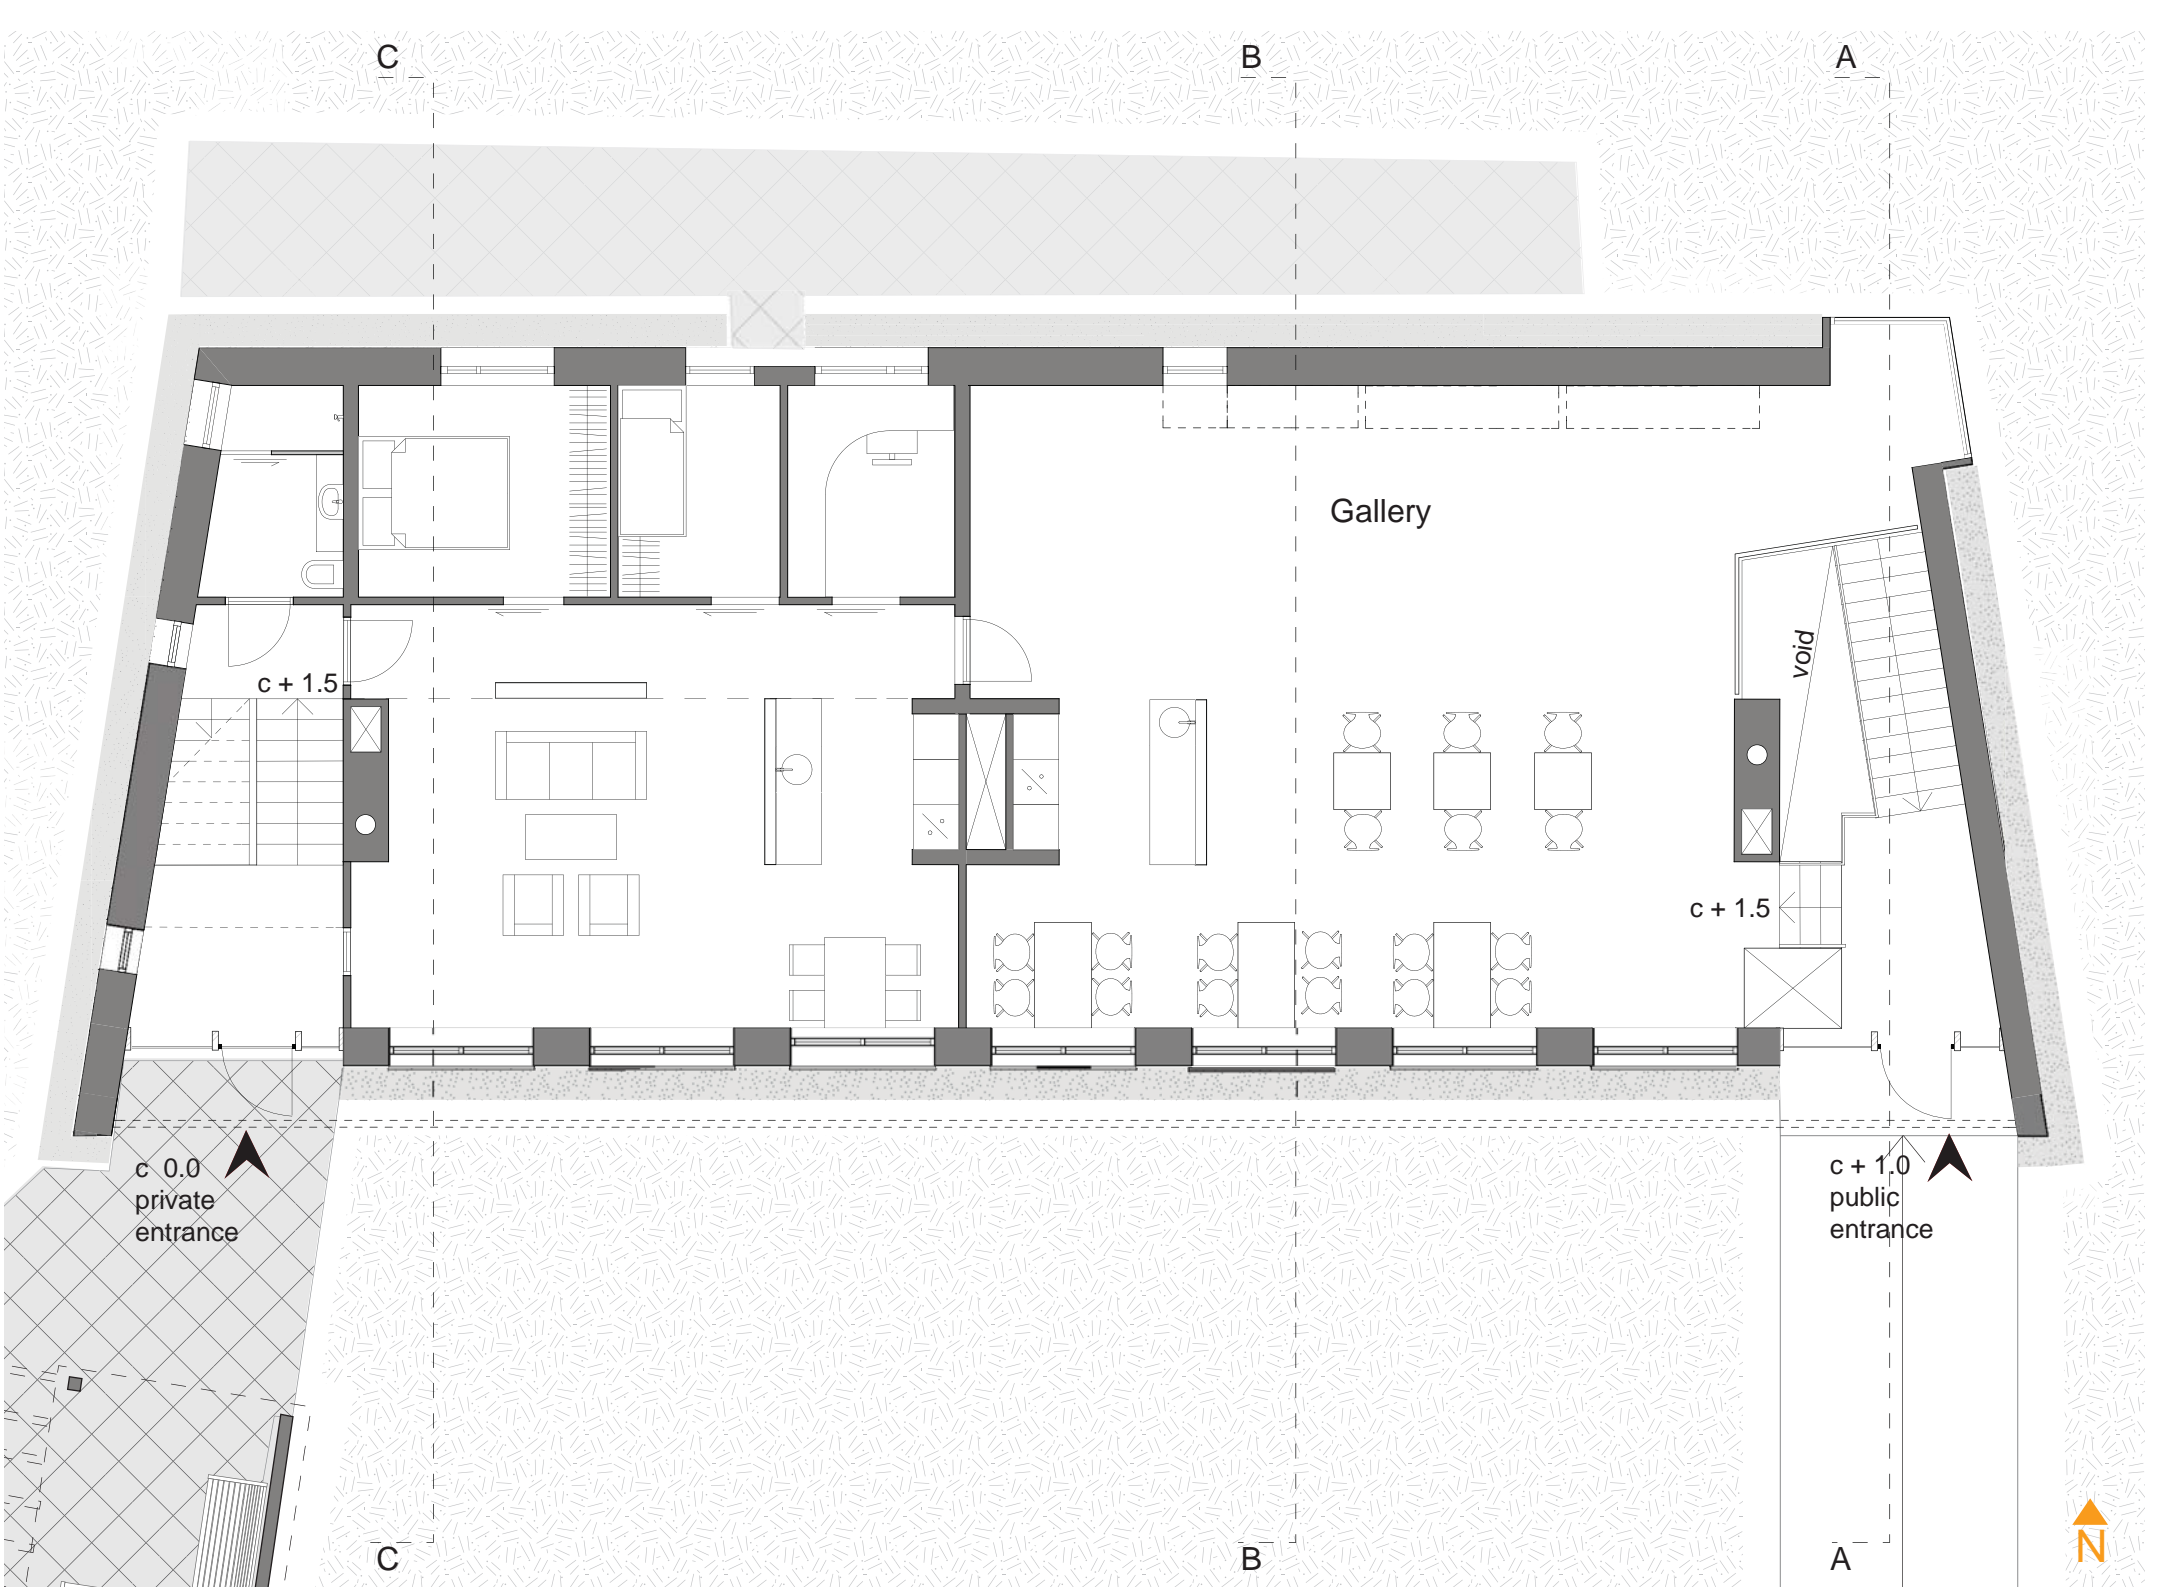 C
B
A
Gallery
void
c + 1.5
c + 1.5
c 0.0
private
entrance
c + 1.0
public
entrance
C
B
A
N